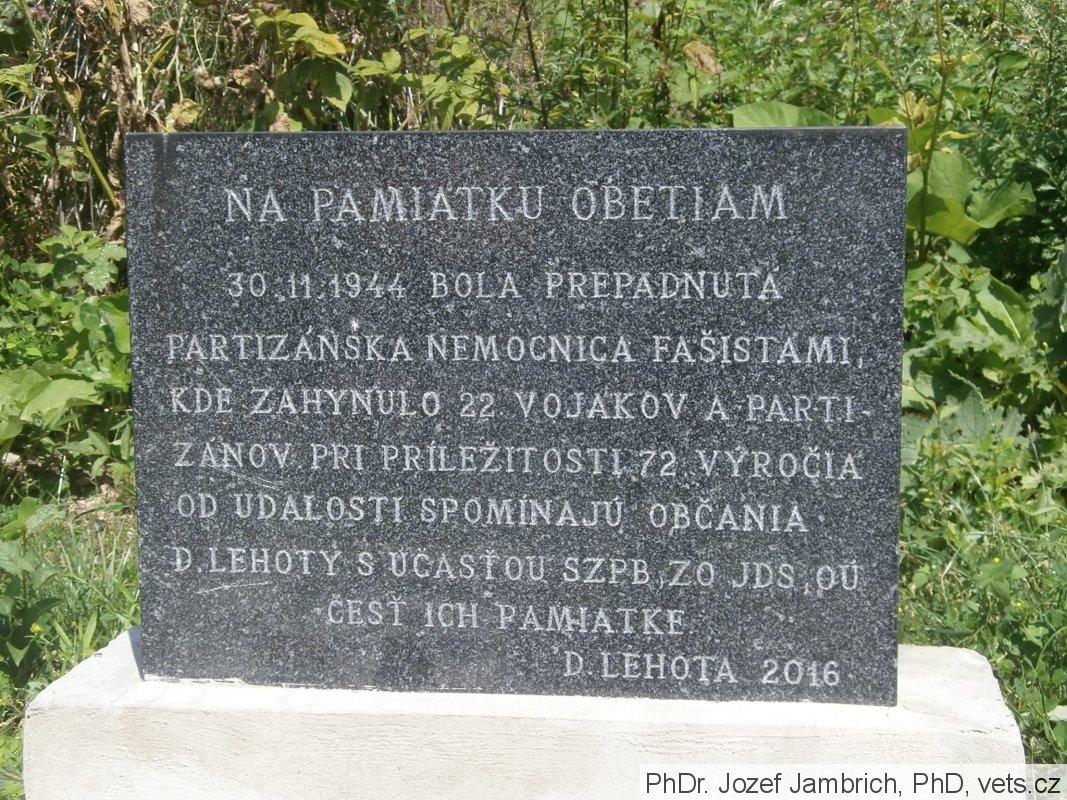 NA PAMIATKU OBETIAM
30.11.1944 BOLA PREPADNUTÁ
PARTIZÁNSKA NEMOCNICA FAŠISTAMI,
KDE ZAHYNULO 22 VOJAKOV A PARTI-
ZÁNOV. PRI PRÍLEŽITOSTI 72. VÝROČIA
OD UDALOSTI SPOMÍNAJÚ OBČANIA
D.LEHOTY S ÚČASŤOU SZPB, ZO JDS, OÚ
ČESŤ ICH PAMIATKE
D.LEHOTA 2016
PhDr. Jozef Jambrich, PhD, vets.cz